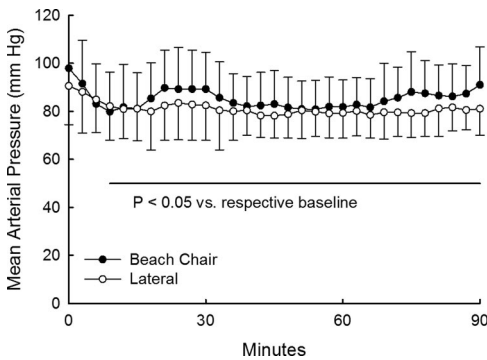 Mean Arterial Pressure (mm Hg)
120
100
80
60
40
20
0
P < 0.05 vs. respective baseline
Beach Chair
Lateral
0
30
60
90
Minutes